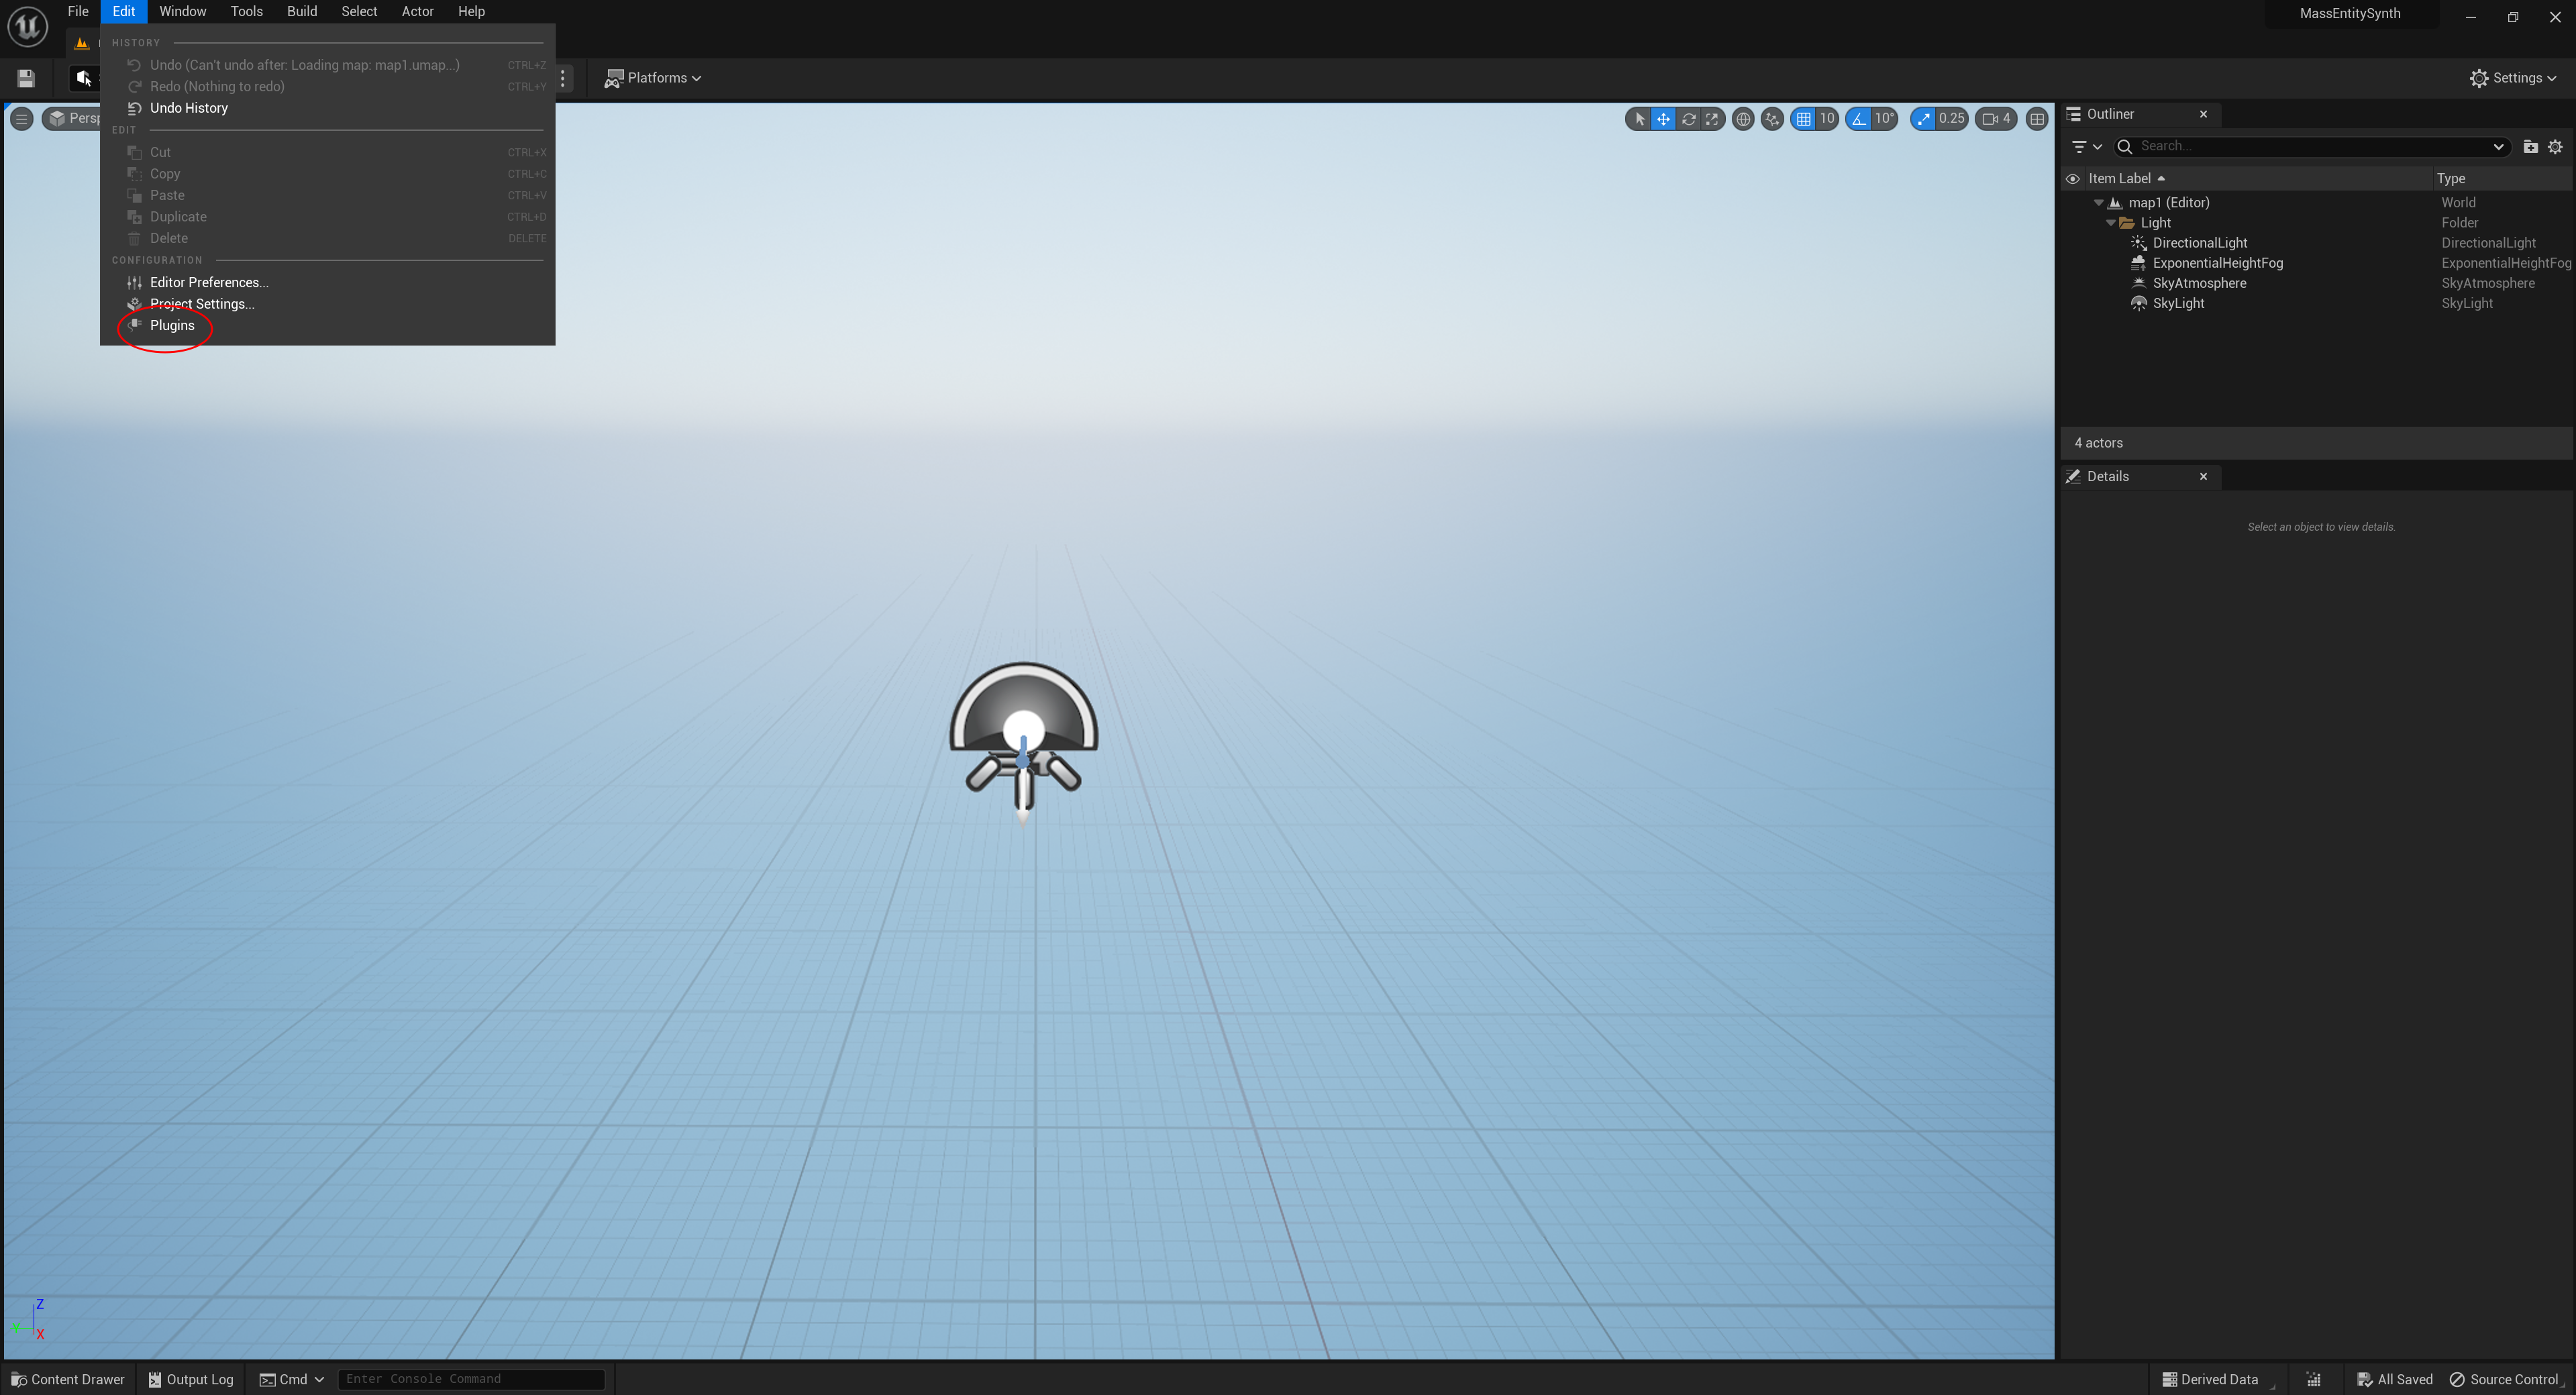 File Edit Window Tools Build Select Actor Help
MassEntitySynth
HISTORY
Undo (Can't undo after: Loading map: map1.umap...) CTRL+Z
Redo (Nothing to redo) CTRL+Y
Undo History
EDIT
Cut CTRL+X
Copy CTRL+C
Paste CTRL+V
Duplicate CTRL+D
Delete DELETE
CONFIGURATION
Editor Preferences...
Project Settings...
Plugins
Platforms
Settings
10 10° 0.25 4
Outliner
Search...
Item Label Type
map1 (Editor) World
Light Folder
DirectionalLight DirectionalLight
ExponentialHeightFog ExponentialHeightFog
SkyAtmosphere SkyAtmosphere
SkyLight SkyLight
4 actors
Details
Select an object to view details.
Z
X
Content Drawer Output Log Cmd Enter Console Command Derived Data All Saved Source Control